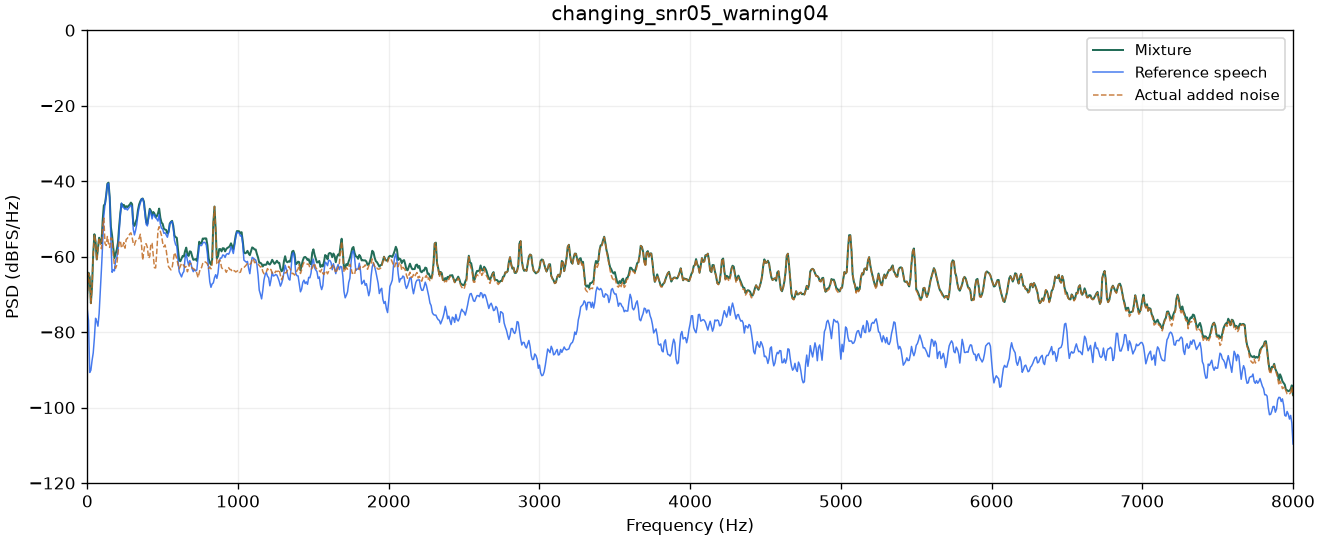 changing_snr05_warning04
Mixture
Reference speech
Actual added noise
PSD (dBFS/Hz)
0
−20
−40
−60
−80
−100
−120
0 1000 2000 3000 4000 5000 6000 7000 8000
Frequency (Hz)